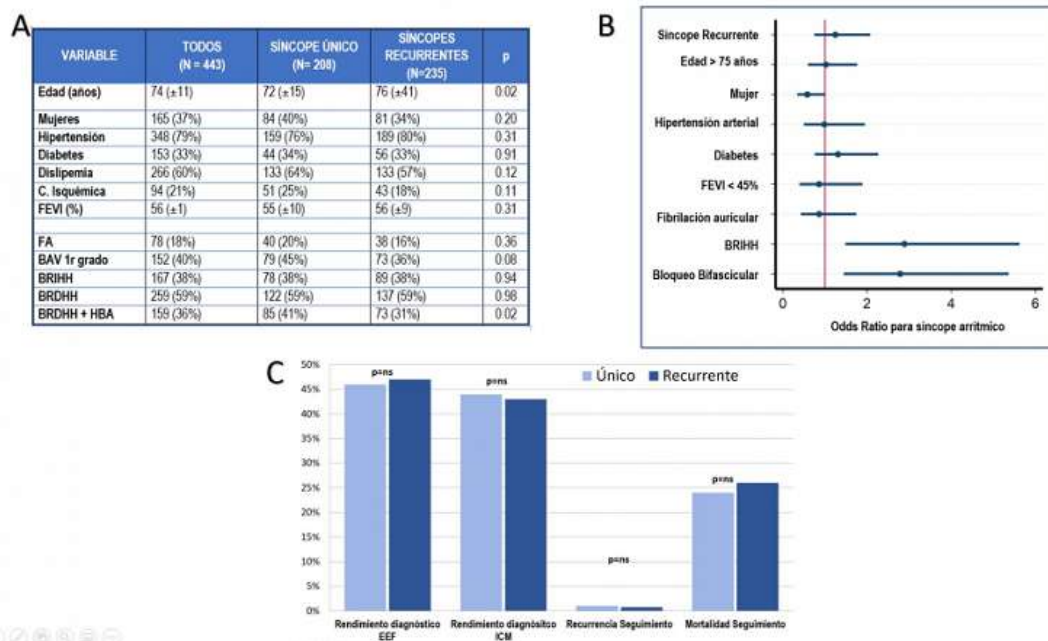 A
VARIABLE TODOS (N = 443) SÍNCOPE ÚNICO (N= 208) SÍNCOPES RECURRENTES (N=235) p
Edad (años) 74 (±11) 72 (±15) 76 (±41) 0.02
Mujeres 165 (37%) 84 (40%) 81 (34%) 0.20
Hipertensión 348 (79%) 159 (76%) 189 (80%) 0.31
Diabetes 153 (33%) 44 (34%) 56 (33%) 0.91
Dislipemia 266 (60%) 133 (64%) 133 (57%) 0.12
C. Isquémica 94 (21%) 51 (25%) 43 (18%) 0.11
FEVI (%) 56 (±1) 55 (±10) 56 (±9) 0.31
FA 78 (18%) 40 (20%) 38 (16%) 0.36
BAV 1r grado 152 (40%) 79 (45%) 73 (36%) 0.08
BRIHH 167 (38%) 78 (38%) 89 (38%) 0.94
BRDHH 259 (59%) 122 (59%) 137 (59%) 0.98
BRDHH + HBA 159 (36%) 85 (41%) 73 (31%) 0.02
B
Síncope Recurrente
Edad > 75 años
Mujer
Hipertensión arterial
Diabetes
FEVI < 45%
Fibrilación auricular
BRIHH
Bloqueo Bifascicular
0 2 4 6
Odds Ratio para síncope arrítmico
C
Único Recurrente
50%
45%
40%
35%
30%
25%
20%
15%
10%
5%
0%
p=ns
p=ns
p=ns
p=ns
Rendimiento diagnóstico EEF
Rendimiento diagnósitco ICM
Recurrencia Seguimiento
Mortalidad Seguimiento